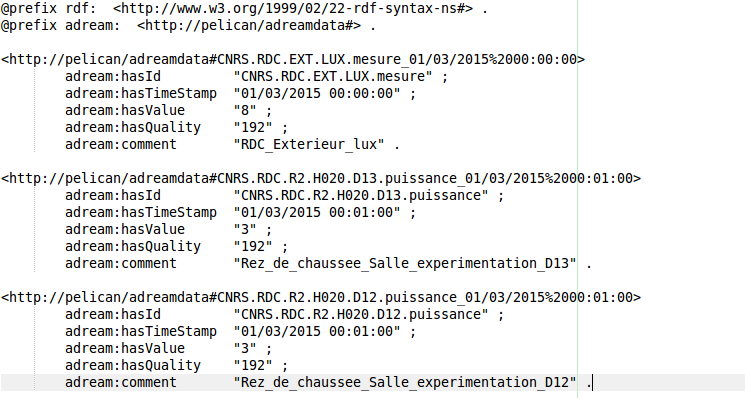 @prefix rdf: <http://www.w3.org/1999/02/22-rdf-syntax-ns#> .
@prefix adream: <http://pelican/adreamdata#> .
<http://pelican/adreamdata#CNRS.RDC.EXT.LUX.mesure_01/03/2015%2000:00:00>
adream:hasId "CNRS.RDC.EXT.LUX.mesure" ;
adream:hasTimeStamp "01/03/2015 00:00:00" ;
adream:hasValue "8" ;
adream:hasQuality "192" ;
adream:comment "RDC_Exterieur_lux" .
<http://pelican/adreamdata#CNRS.RDC.R2.H020.D13.puissance_01/03/2015%2000:01:00>
adream:hasId "CNRS.RDC.R2.H020.D13.puissance" ;
adream:hasTimeStamp "01/03/2015 00:01:00" ;
adream:hasValue "3" ;
adream:hasQuality "192" ;
adream:comment "Rez_de_chaussee_Salle_experimentation_D13" .
<http://pelican/adreamdata#CNRS.RDC.R2.H020.D12.puissance_01/03/2015%2000:01:00>
adream:hasId "CNRS.RDC.R2.H020.D12.puissance" ;
adream:hasTimeStamp "01/03/2015 00:01:00" ;
adream:hasValue "3" ;
adream:hasQuality "192" ;
adream:comment "Rez_de_chaussee_Salle_experimentation_D12" .